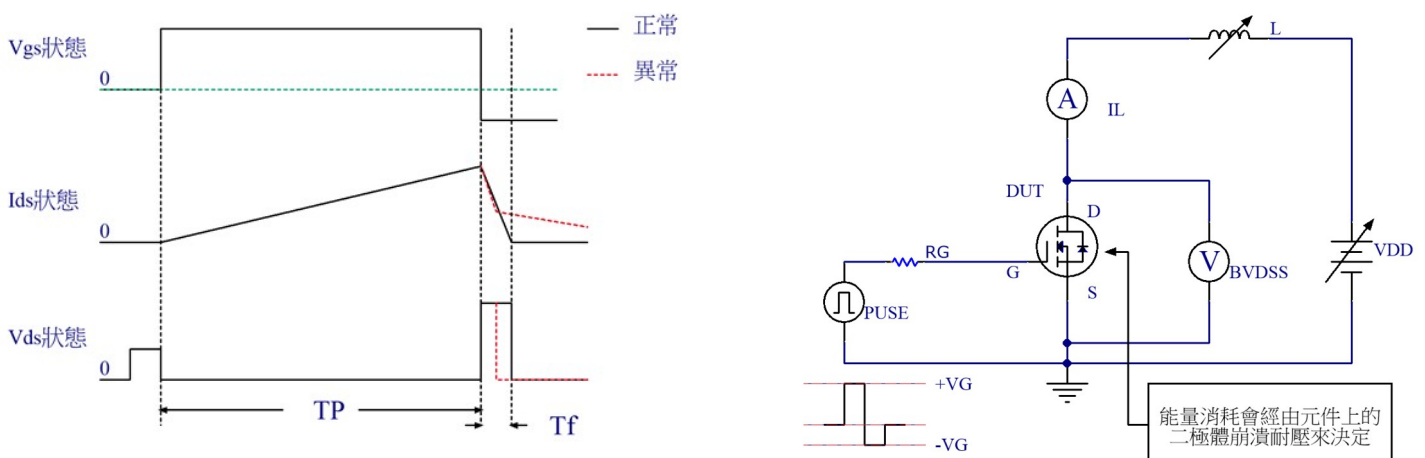 Vgs狀態
0
正常
異常
Ids狀態
0
Vds狀態
0
TP
Tf
L
A
IL
DUT
D
RG
G
S
V
BVDSS
VDD
PUSE
+VG
-VG
能量消耗會經由元件上的
二極體崩潰耐壓來決定